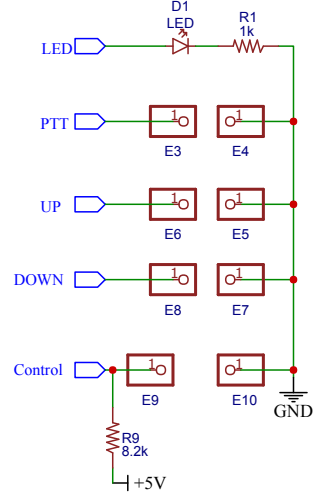 D1
LED
R1
1k
LED
PTT
1
1
E3
E4
UP
1
1
E6
E5
DOWN
1
1
E8
E7
Control
1
1
E9
E10
GND
R9
8.2k
+5V